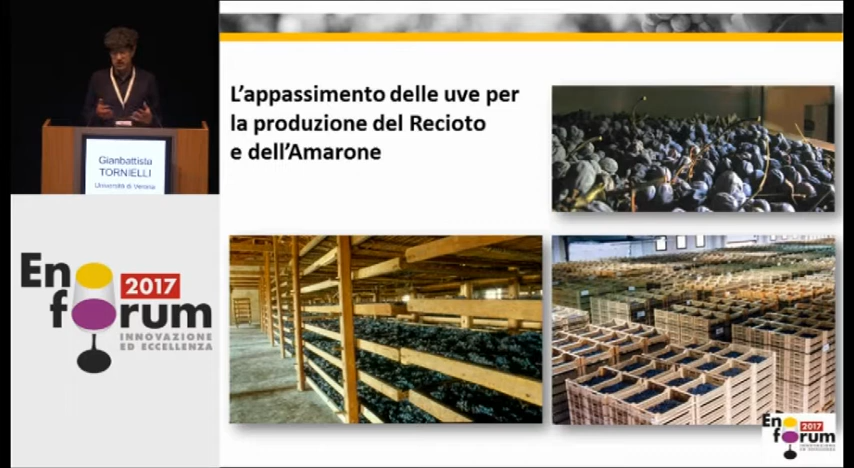 L'appassimento delle uve per
la produzione del Recioto
e dell'Amarone
Gianbattista
TORNIELLI
Università di Verona
En
2017
forum
INNOVAZIONE
ED ECCELLENZA
En
2017
forum